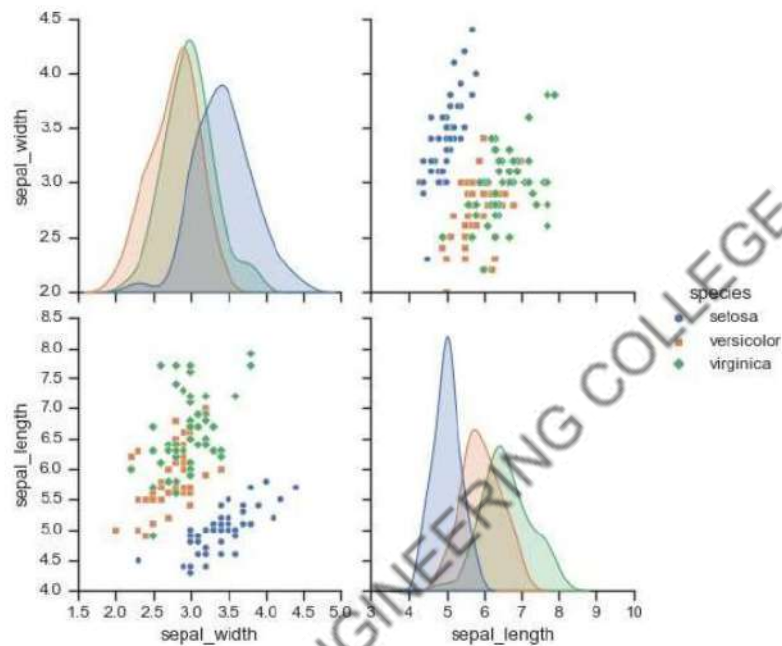 4.5
4.0
3.5
3.0
2.5
2.0
sepal_width
8.5
8.0
7.5
7.0
6.5
6.0
5.5
5.0
4.5
4.0
sepal_length
1.5 2.0 2.5 3.0 3.5 4.0 4.5 5.0
sepal_width
3 4 5 6 7 8 9 10
sepal_length
species
setosa
versicolor
virginica
ENGINEERING COLLEGE